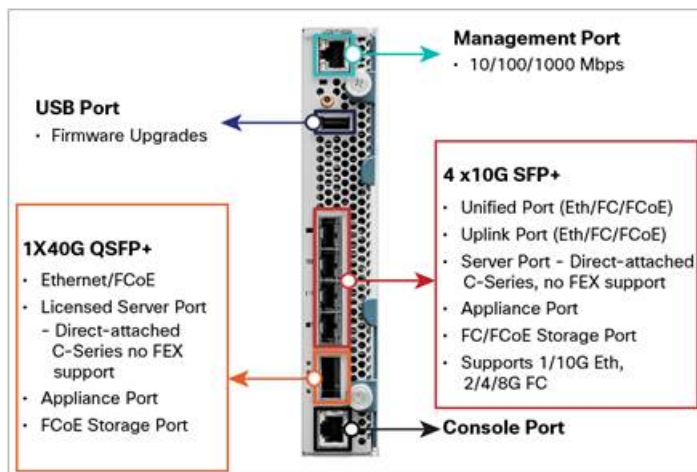 Management Port
• 10/100/1000 Mbps
USB Port
• Firmware Upgrades
4 x10G SFP+
• Unified Port (Eth/FC/FCoE)
• Uplink Port (Eth/FC/FCoE)
• Server Port – Direct-attached
C-Series, no FEX support
• Appliance Port
• FC/FCoE Storage Port
• Supports 1/10G Eth,
2/4/8G FC
1X40G QSFP+
• Ethernet/FCoE
• Licensed Server Port
– Direct-attached
C-Series no FEX
support
• Appliance Port
• FCoE Storage Port
Console Port